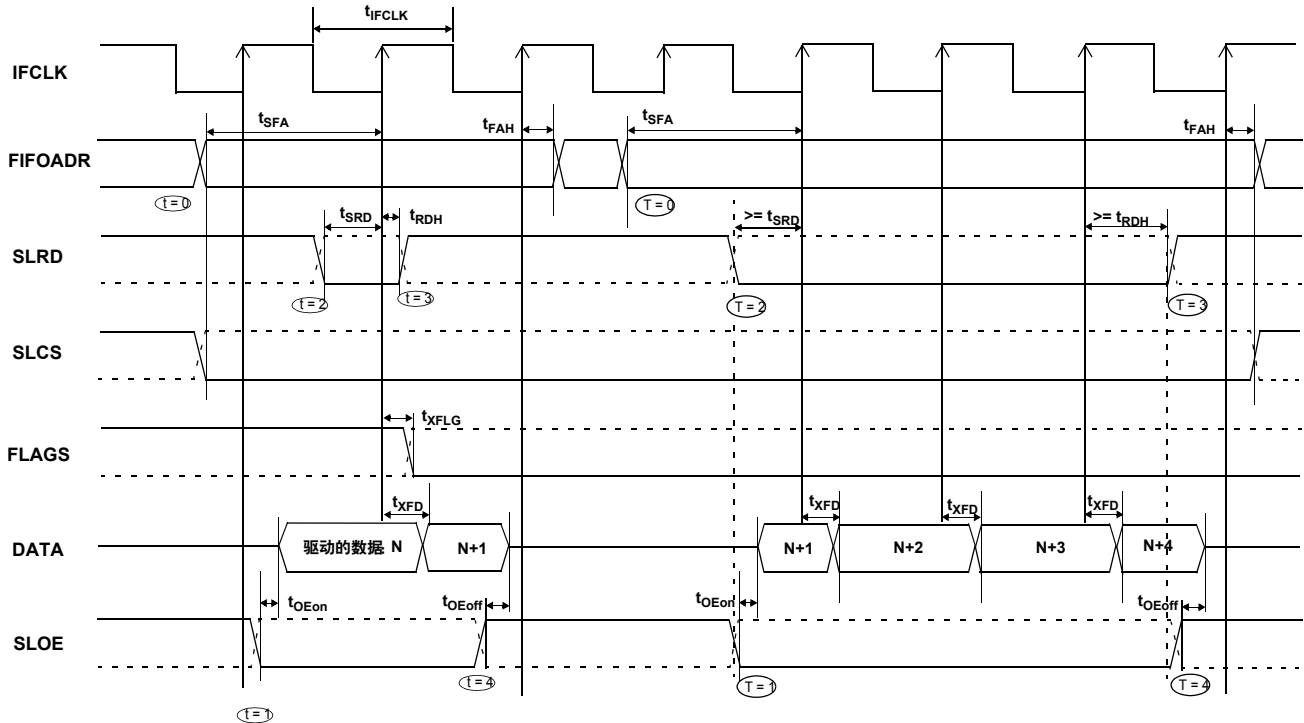 tIFCLK
IFCLK
tSFA
tFAH
tSFA
tFAH
FIFOADR
t = 0
T = 0
tSRD
tRDH
>= tSRD
>= tRDH
SLRD
t = 2
t = 3
T = 2
T = 3
SLCS
tXFLG
FLAGS
tXFD
tXFD
tXFD
tXFD
DATA
驱动的数据: N
N+1
N+1
N+2
N+3
N+4
tOEon
tOEoff
tOEon
tOEoff
SLOE
t = 4
T = 1
T = 4
t = 1